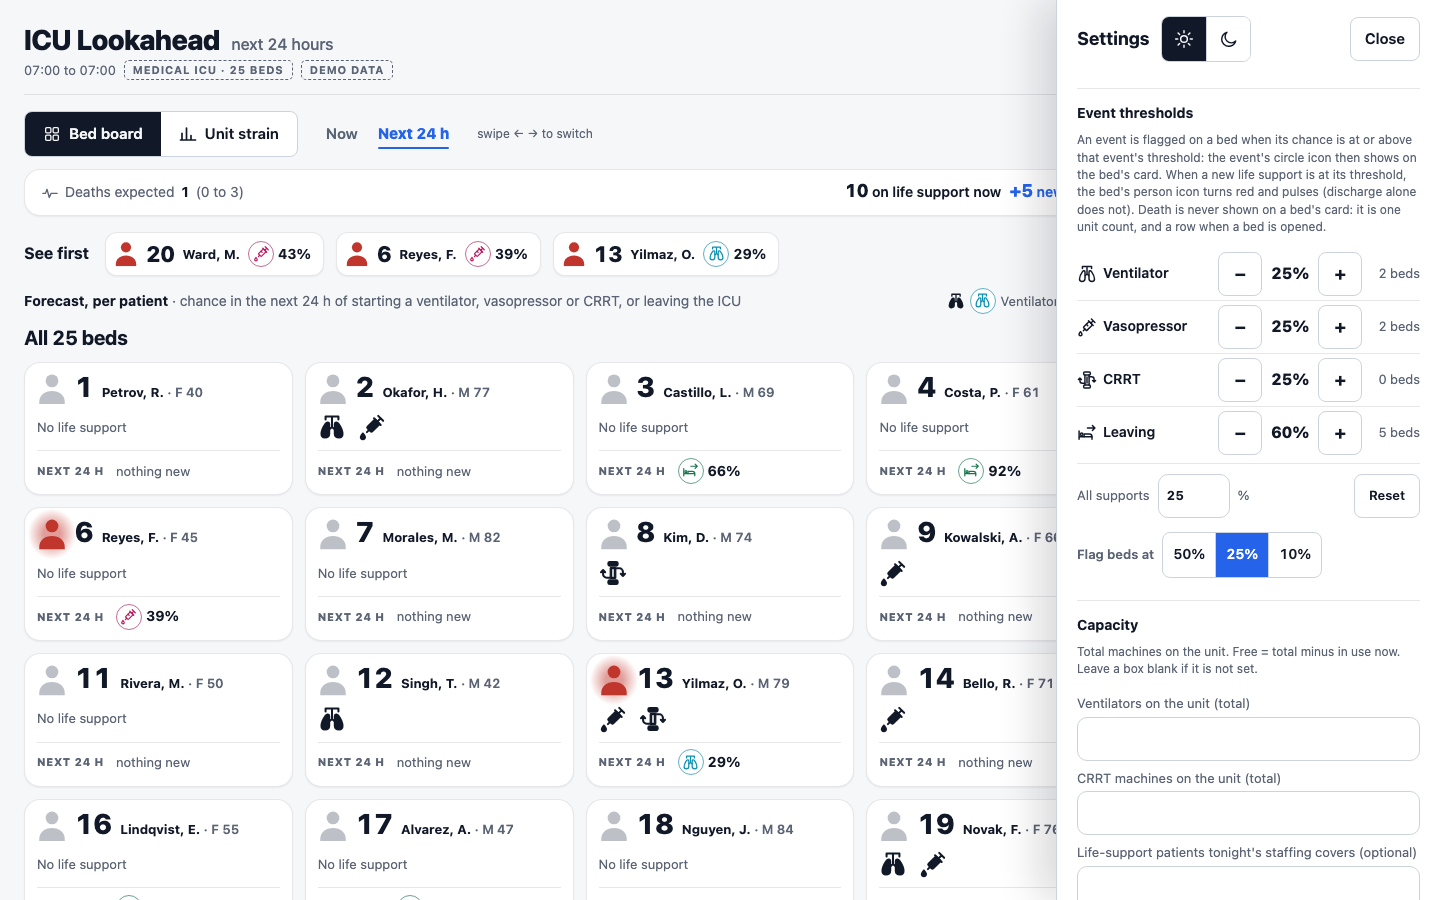 ICU Lookahead next 24 hours
07:00 to 07:00 MEDICAL ICU · 25 BEDS DEMO DATA
Bed board Unit strain Now Next 24 h swipe ← → to switch
Deaths expected 1 (0 to 3) 10 on life support now +5
See first 20 Ward, M. 43% 6 Reyes, F. 39% 13 Yilmaz, O. 29%
Forecast, per patient · chance in the next 24 h of starting a ventilator, vasopressor or CRRT, or leaving the ICU
All 25 beds
1 Petrov, R. · F 40
No life support
NEXT 24 H nothing new
2 Okafor, H. · M 77
NEXT 24 H nothing new
3 Castillo, L. · M 69
No life support
NEXT 24 H 66%
4 Costa, P. · F 61
No life support
NEXT 24 H 92%
6 Reyes, F. · F 45
No life support
NEXT 24 H 39%
7 Morales, M. · M 82
No life support
NEXT 24 H nothing new
8 Kim, D. · M 74
NEXT 24 H nothing new
9 Kowalski, A. · F
NEXT 24 H nothing new
11 Rivera, M. · F 50
No life support
NEXT 24 H nothing new
12 Singh, T. · M 42
NEXT 24 H nothing new
13 Yilmaz, O. · M 79
NEXT 24 H 29%
14 Bello, R. · F 71
NEXT 24 H nothing new
16 Lindqvist, E. · F 55
No life support
17 Alvarez, A. · M 47
No life support
18 Nguyen, J. · M 84
No life support
19 Novak, F. · F
Settings Close
Event thresholds
An event is flagged on a bed when its chance is at or above
that event's threshold: the event's circle icon then shows on
the bed's card. When a new life support is at its threshold,
the bed's person icon turns red and pulses (discharge alone
does not). Death is never shown on a bed's card: it is one
unit count, and a row when a bed is opened.
Ventilator − 25% + 2 beds
Vasopressor − 25% + 2 beds
CRRT − 25% + 0 beds
Leaving − 60% + 5 beds
All supports 25 % Reset
Flag beds at 50% 25% 10%
Capacity
Total machines on the unit. Free = total minus in use now.
Leave a box blank if it is not set.
Ventilators on the unit (total)
CRRT machines on the unit (total)
Life-support patients tonight's staffing covers (optional)